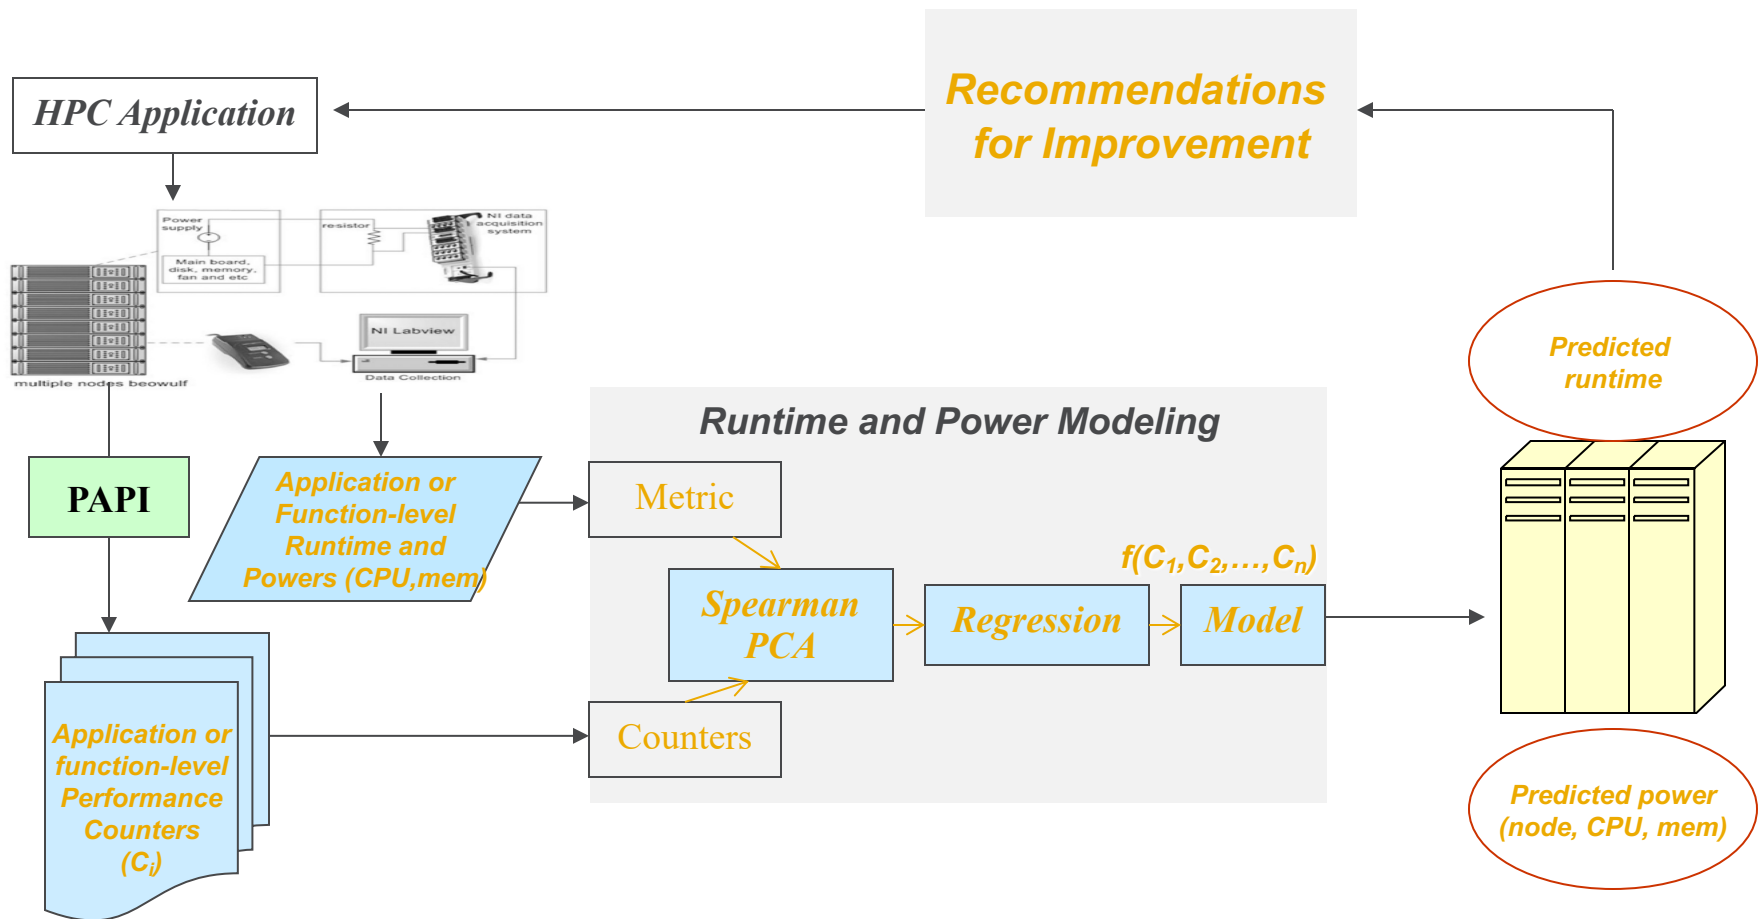 Recommendations
for Improvement
HPC Application
Power
supply
Main board,
disk, memory,
fan and etc
resistor
NI data
acquisition
system
NI Labview
Data Collection
multiple nodes beowulf
Predicted
runtime
Runtime and Power Modeling
PAPI
Application or
Function-level
Runtime and
Powers (CPU,mem)
Metric
f(C1,C2,...,Cn)
Spearman
PCA
Regression
Model
Counters
Application or
function-level
Performance
Counters
(Ci)
Predicted power
(node, CPU, mem)